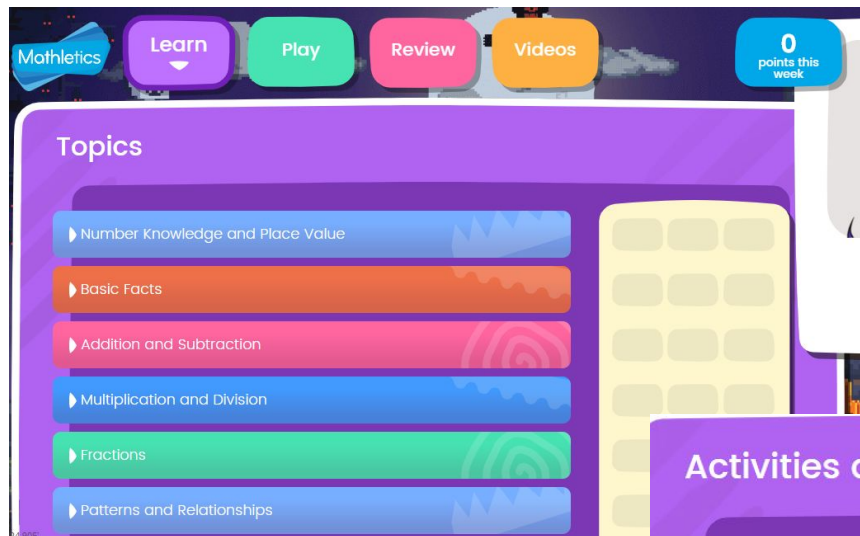 Mathletics
Learn
Play
Review
Videos
0
points this
week
Topics
Number Knowledge and Place Value
Basic Facts
Addition and Subtraction
Multiplication and Division
Fractions
Patterns and Relationships
Activities